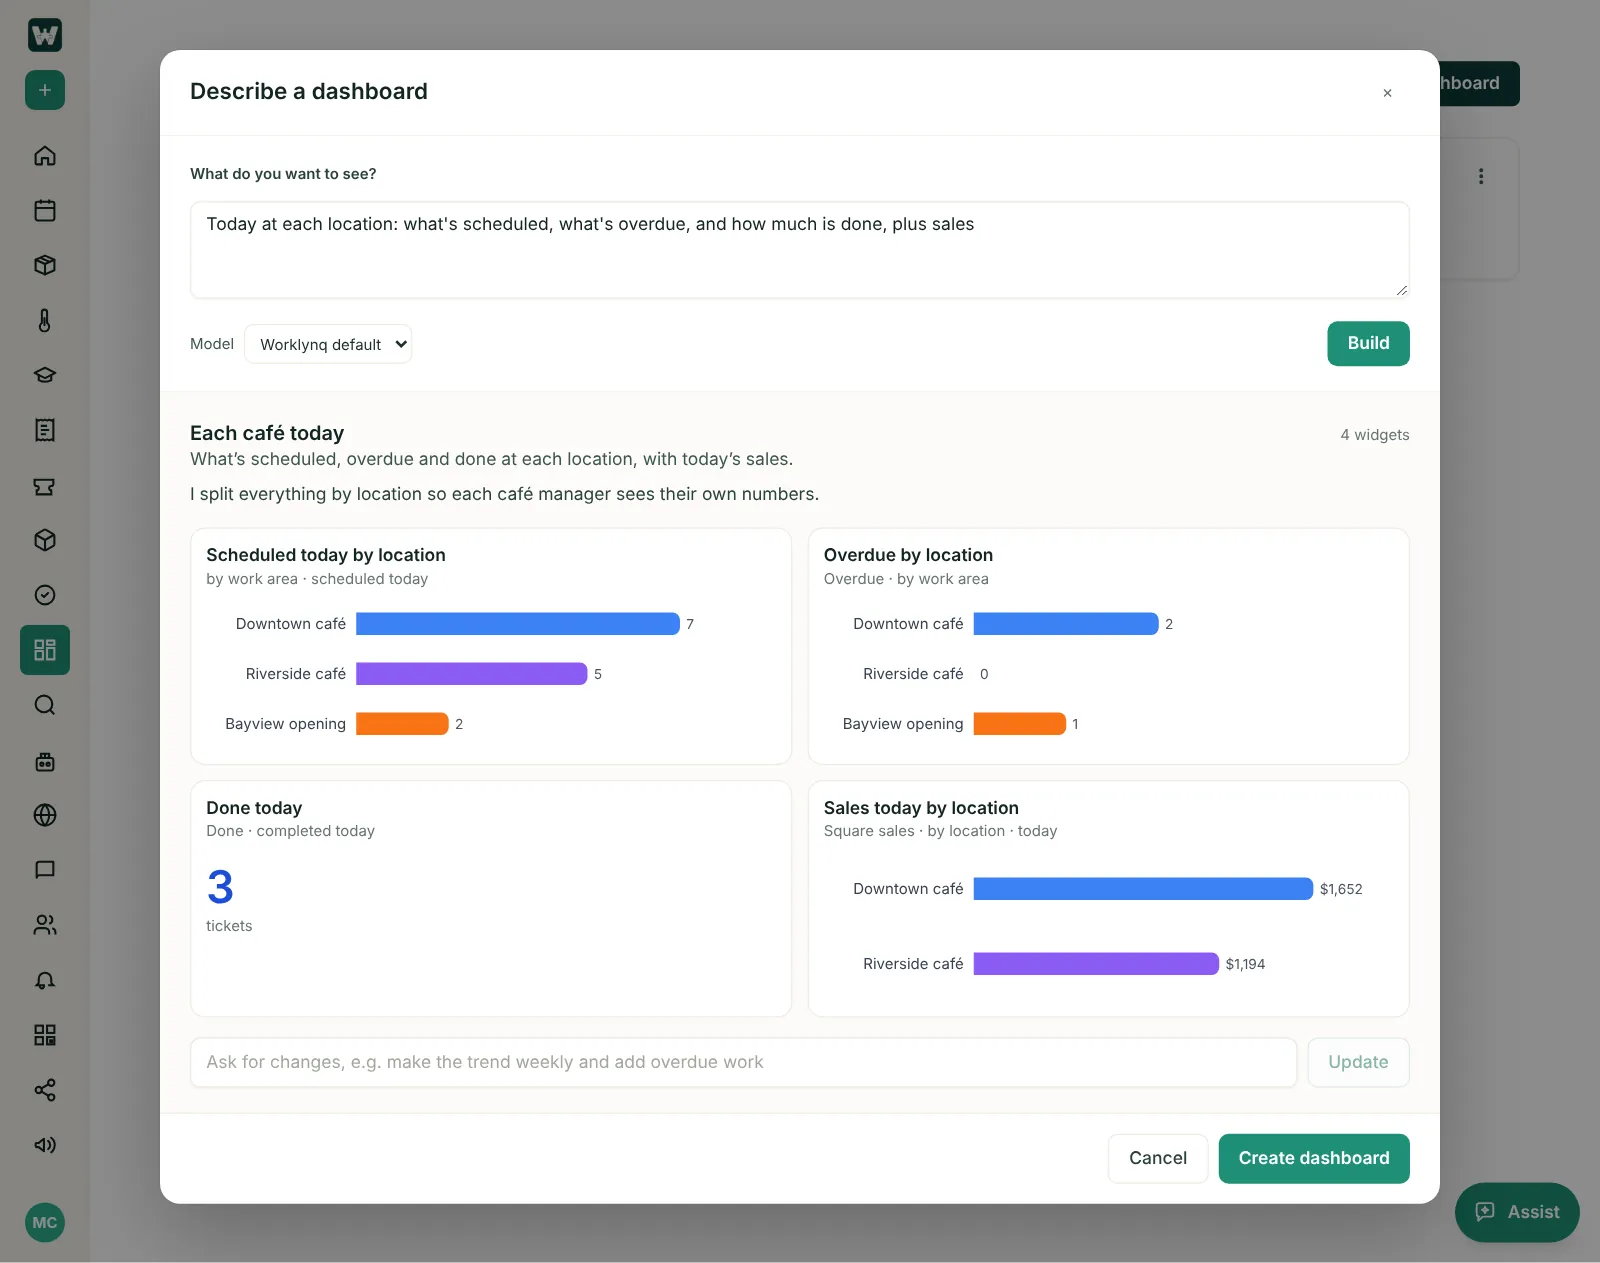 W
+
hboard
Describe a dashboard
×
What do you want to see?
Today at each location: what's scheduled, what's overdue, and how much is done, plus sales
Model
Worklynq default
Build
Each café today
4 widgets
What’s scheduled, overdue and done at each location, with today’s sales.
I split everything by location so each café manager sees their own numbers.
Scheduled today by location
by work area · scheduled today
Downtown café 7
Riverside café 5
Bayview opening 2
Overdue by location
Overdue · by work area
Downtown café 2
Riverside café 0
Bayview opening 1
Done today
Done · completed today
3
tickets
Sales today by location
Square sales · by location · today
Downtown café $1,652
Riverside café $1,194
Ask for changes, e.g. make the trend weekly and add overdue work
Update
Cancel
Create dashboard
MC
Assist